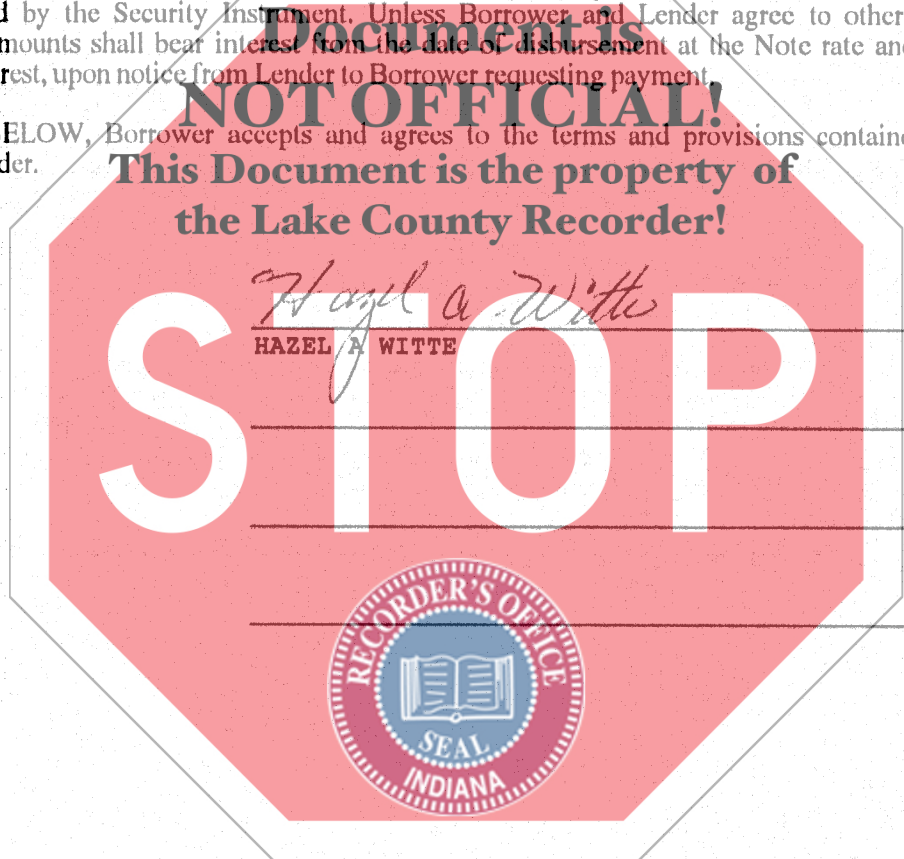 d by the Security Instrument. Unless Borrower and Lender agree to other
Document is
mounts shall bear interest from the date of disbursement at the Note rate and
rest, upon notice from Lender to Borrower requesting payment.
NOT OFFICIAL!
ELOW, Borrower accepts and agrees to the terms and provisions containe
der.
This Document is the property of
the Lake County Recorder!
Hazel A Witte
HAZEL A WITTE
STOP
RECORDER'S OFFICE
SEAL
INDIANA